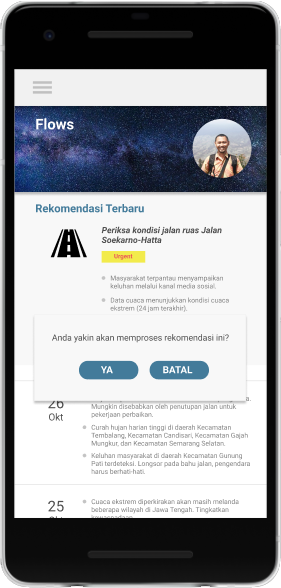 Flows
Rekomendasi Terbaru
Periksa kondisi jalan ruas Jalan
Soekarno-Hatta
Urgent
Masyarakat terpantau menyampaikan
keluhan melalui kanal media sosial.
Data cuaca menunjukkan kondisi cuaca
ekstrem (24 jam terakhir).
Anda yakin akan memproses rekomendasi ini?
YA
BATAL
26
Okt
Mungkin disebabkan oleh penutupan jalan untuk
pekerjaan perbaikan.
Curah hujan harian tinggi di daerah Kecamatan
Tembalang, Kecamatan Candisari, Kecamatan Gajah
Mungkur, dan Kecamatan Semarang Selatan.
Keluhan masyarakat di daerah Kecamatan Gunung
Pati terdeteksi. Longsor pada bahu jalan, pengendara
harus berhati-hati.
25
Okt
Cuaca ekstrem diperkirakan akan masih melanda
beberapa wilayah di Jawa Tengah. Tingkatkan
kewaspadaan